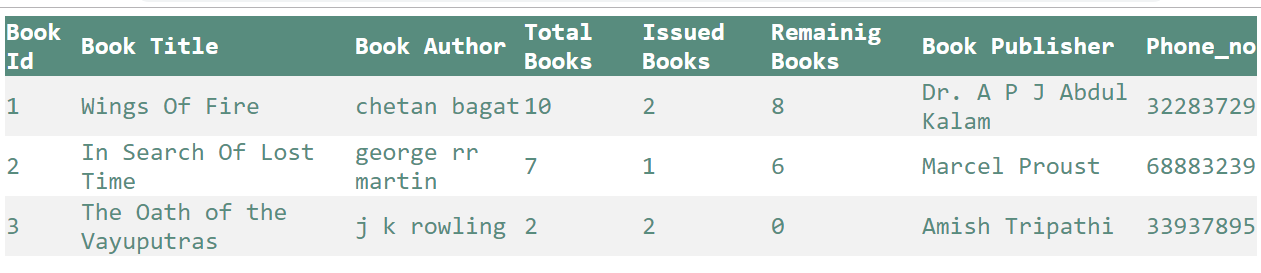 Book Id Book Title Book Author Total Books Issued Books Remainig Books Book Publisher Phone_no
1 Wings Of Fire chetan bagat 10 2 8 Dr. A P J Abdul Kalam 32283729
2 In Search Of Lost Time george rr martin 7 1 6 Marcel Proust 68883239
3 The Oath of the Vayuputras j k rowling 2 2 0 Amish Tripathi 33937895